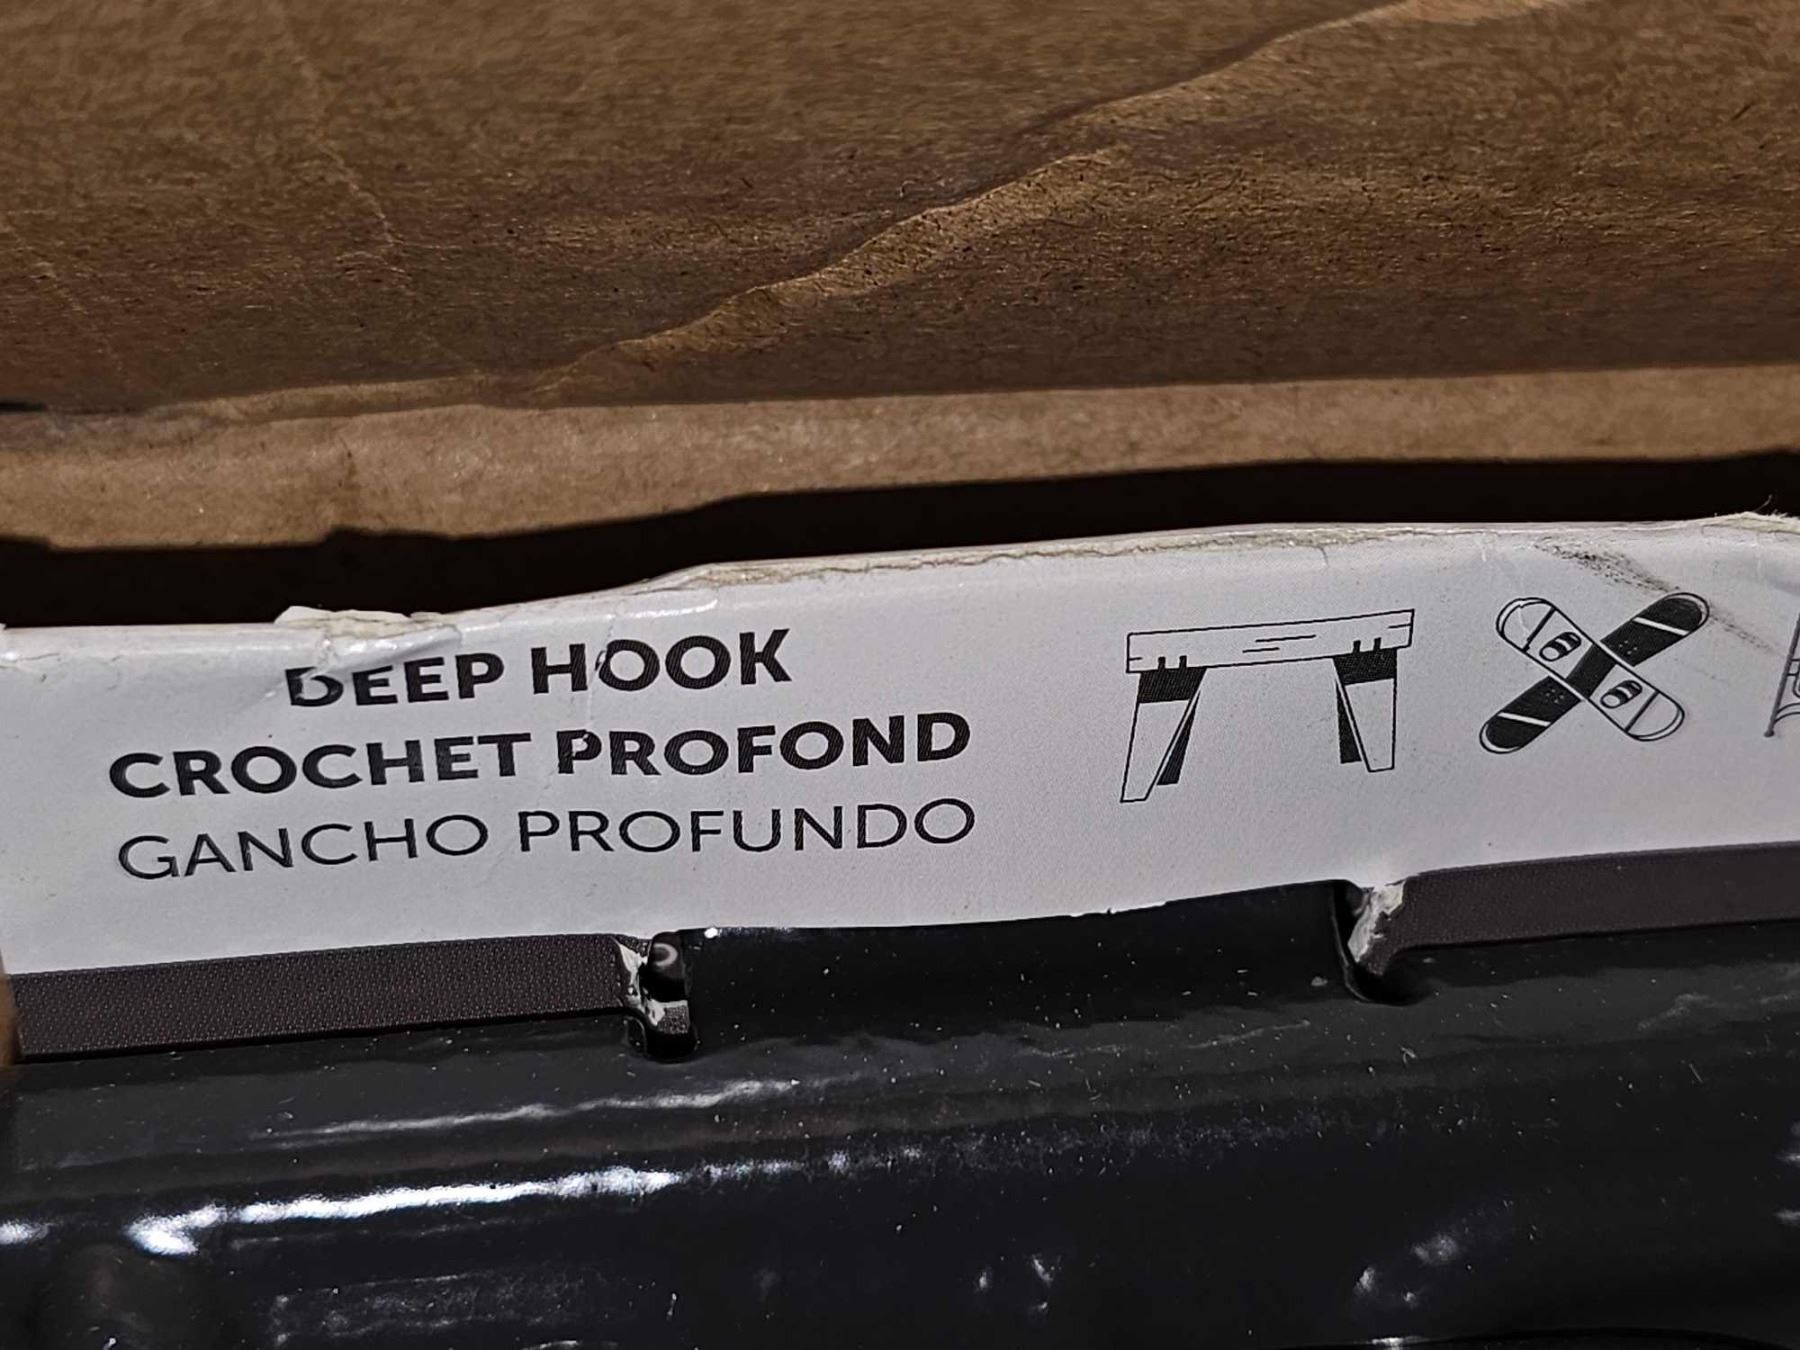 DEEP HOOK
CROCHET PROFOND
GANCHO PROFUNDO